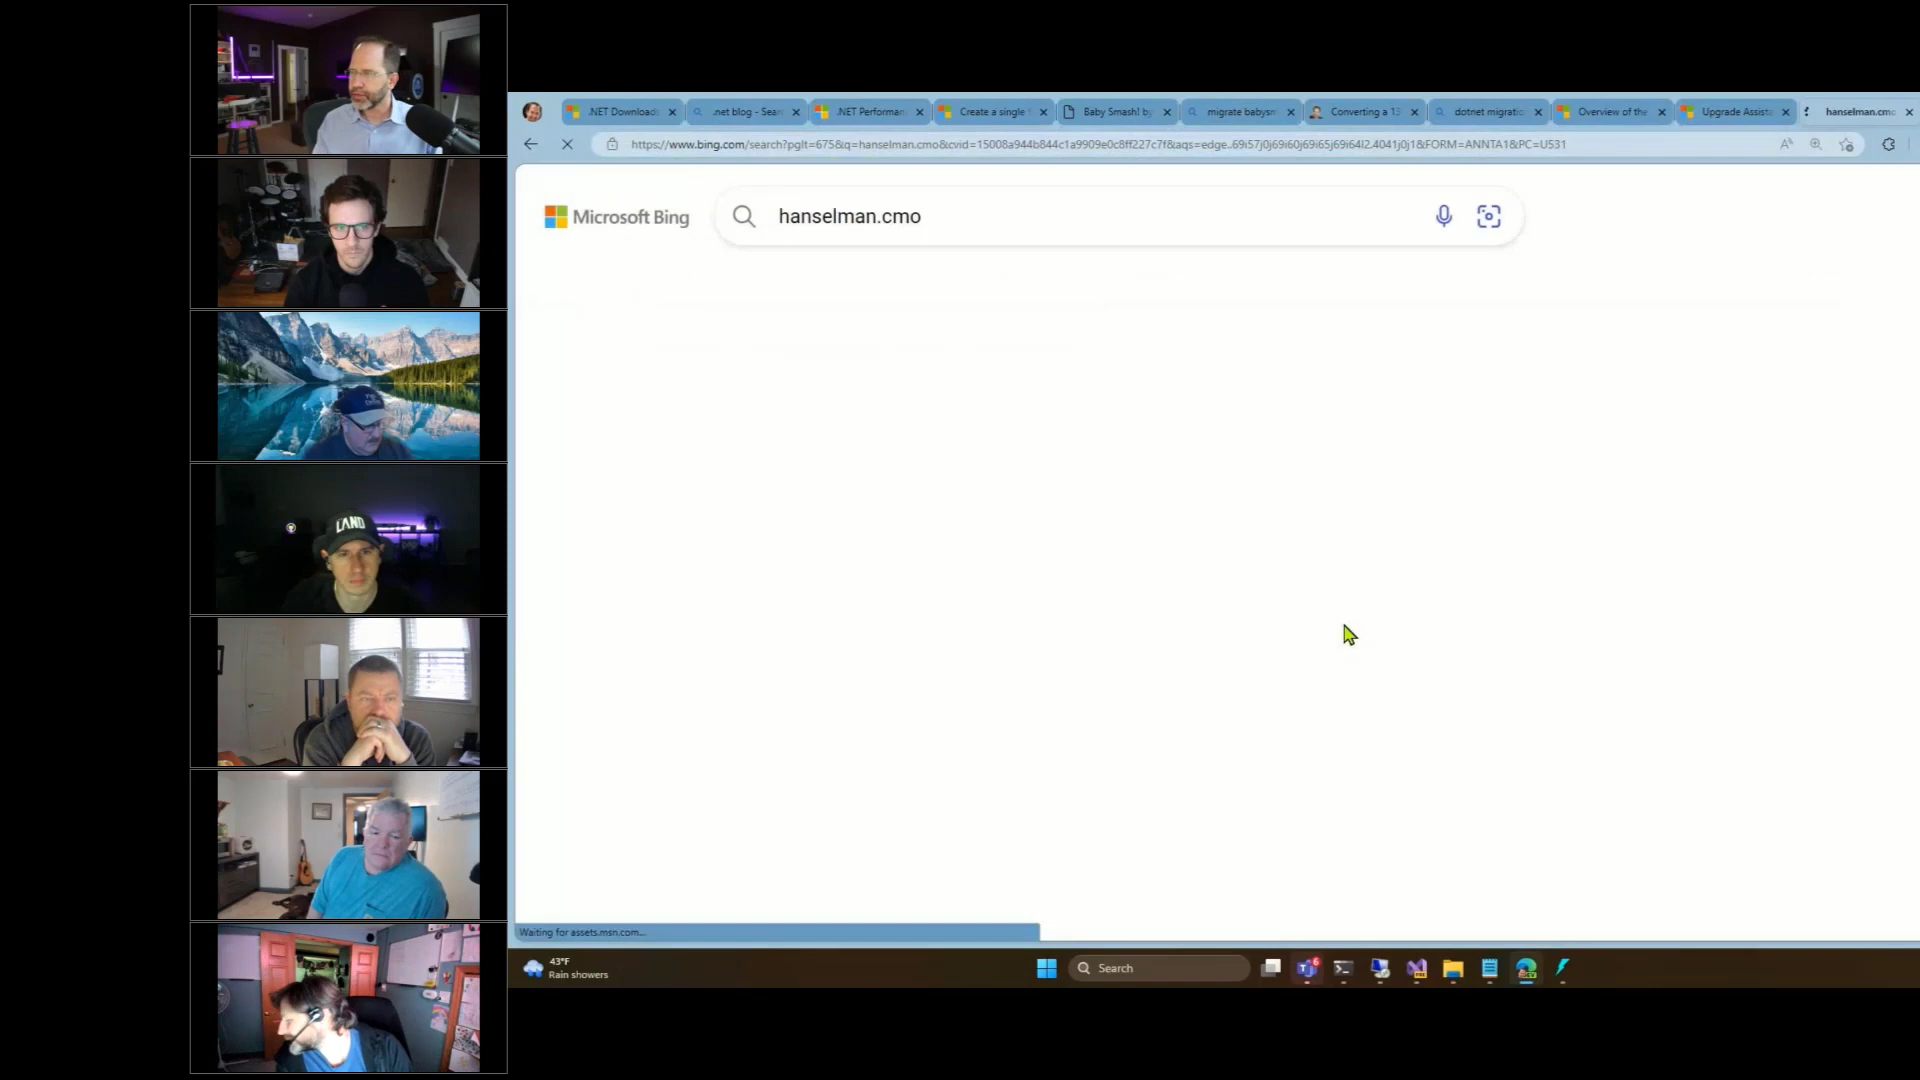 LAND
.NET Download
.net blog - Sear
.NET Performan
Create a single
Baby Smash! by
migrate babysm
Converting a 13
dotnet migratio
Overview of the
Upgrade Assista
hanselman.cmo
https://www.bing.com/search?pglt=675&q=hanselman.cmo&cvid=15008a944b844c1a9909e0c8ff227c7f&aqs=edge..69i57j0j69i60j69i65j69i64l2.4041j0j1&FORM=ANNTA1&PC=U531
Microsoft Bing
hanselman.cmo
Waiting for assets.msn.com...
43°F
Rain showers
Search
6